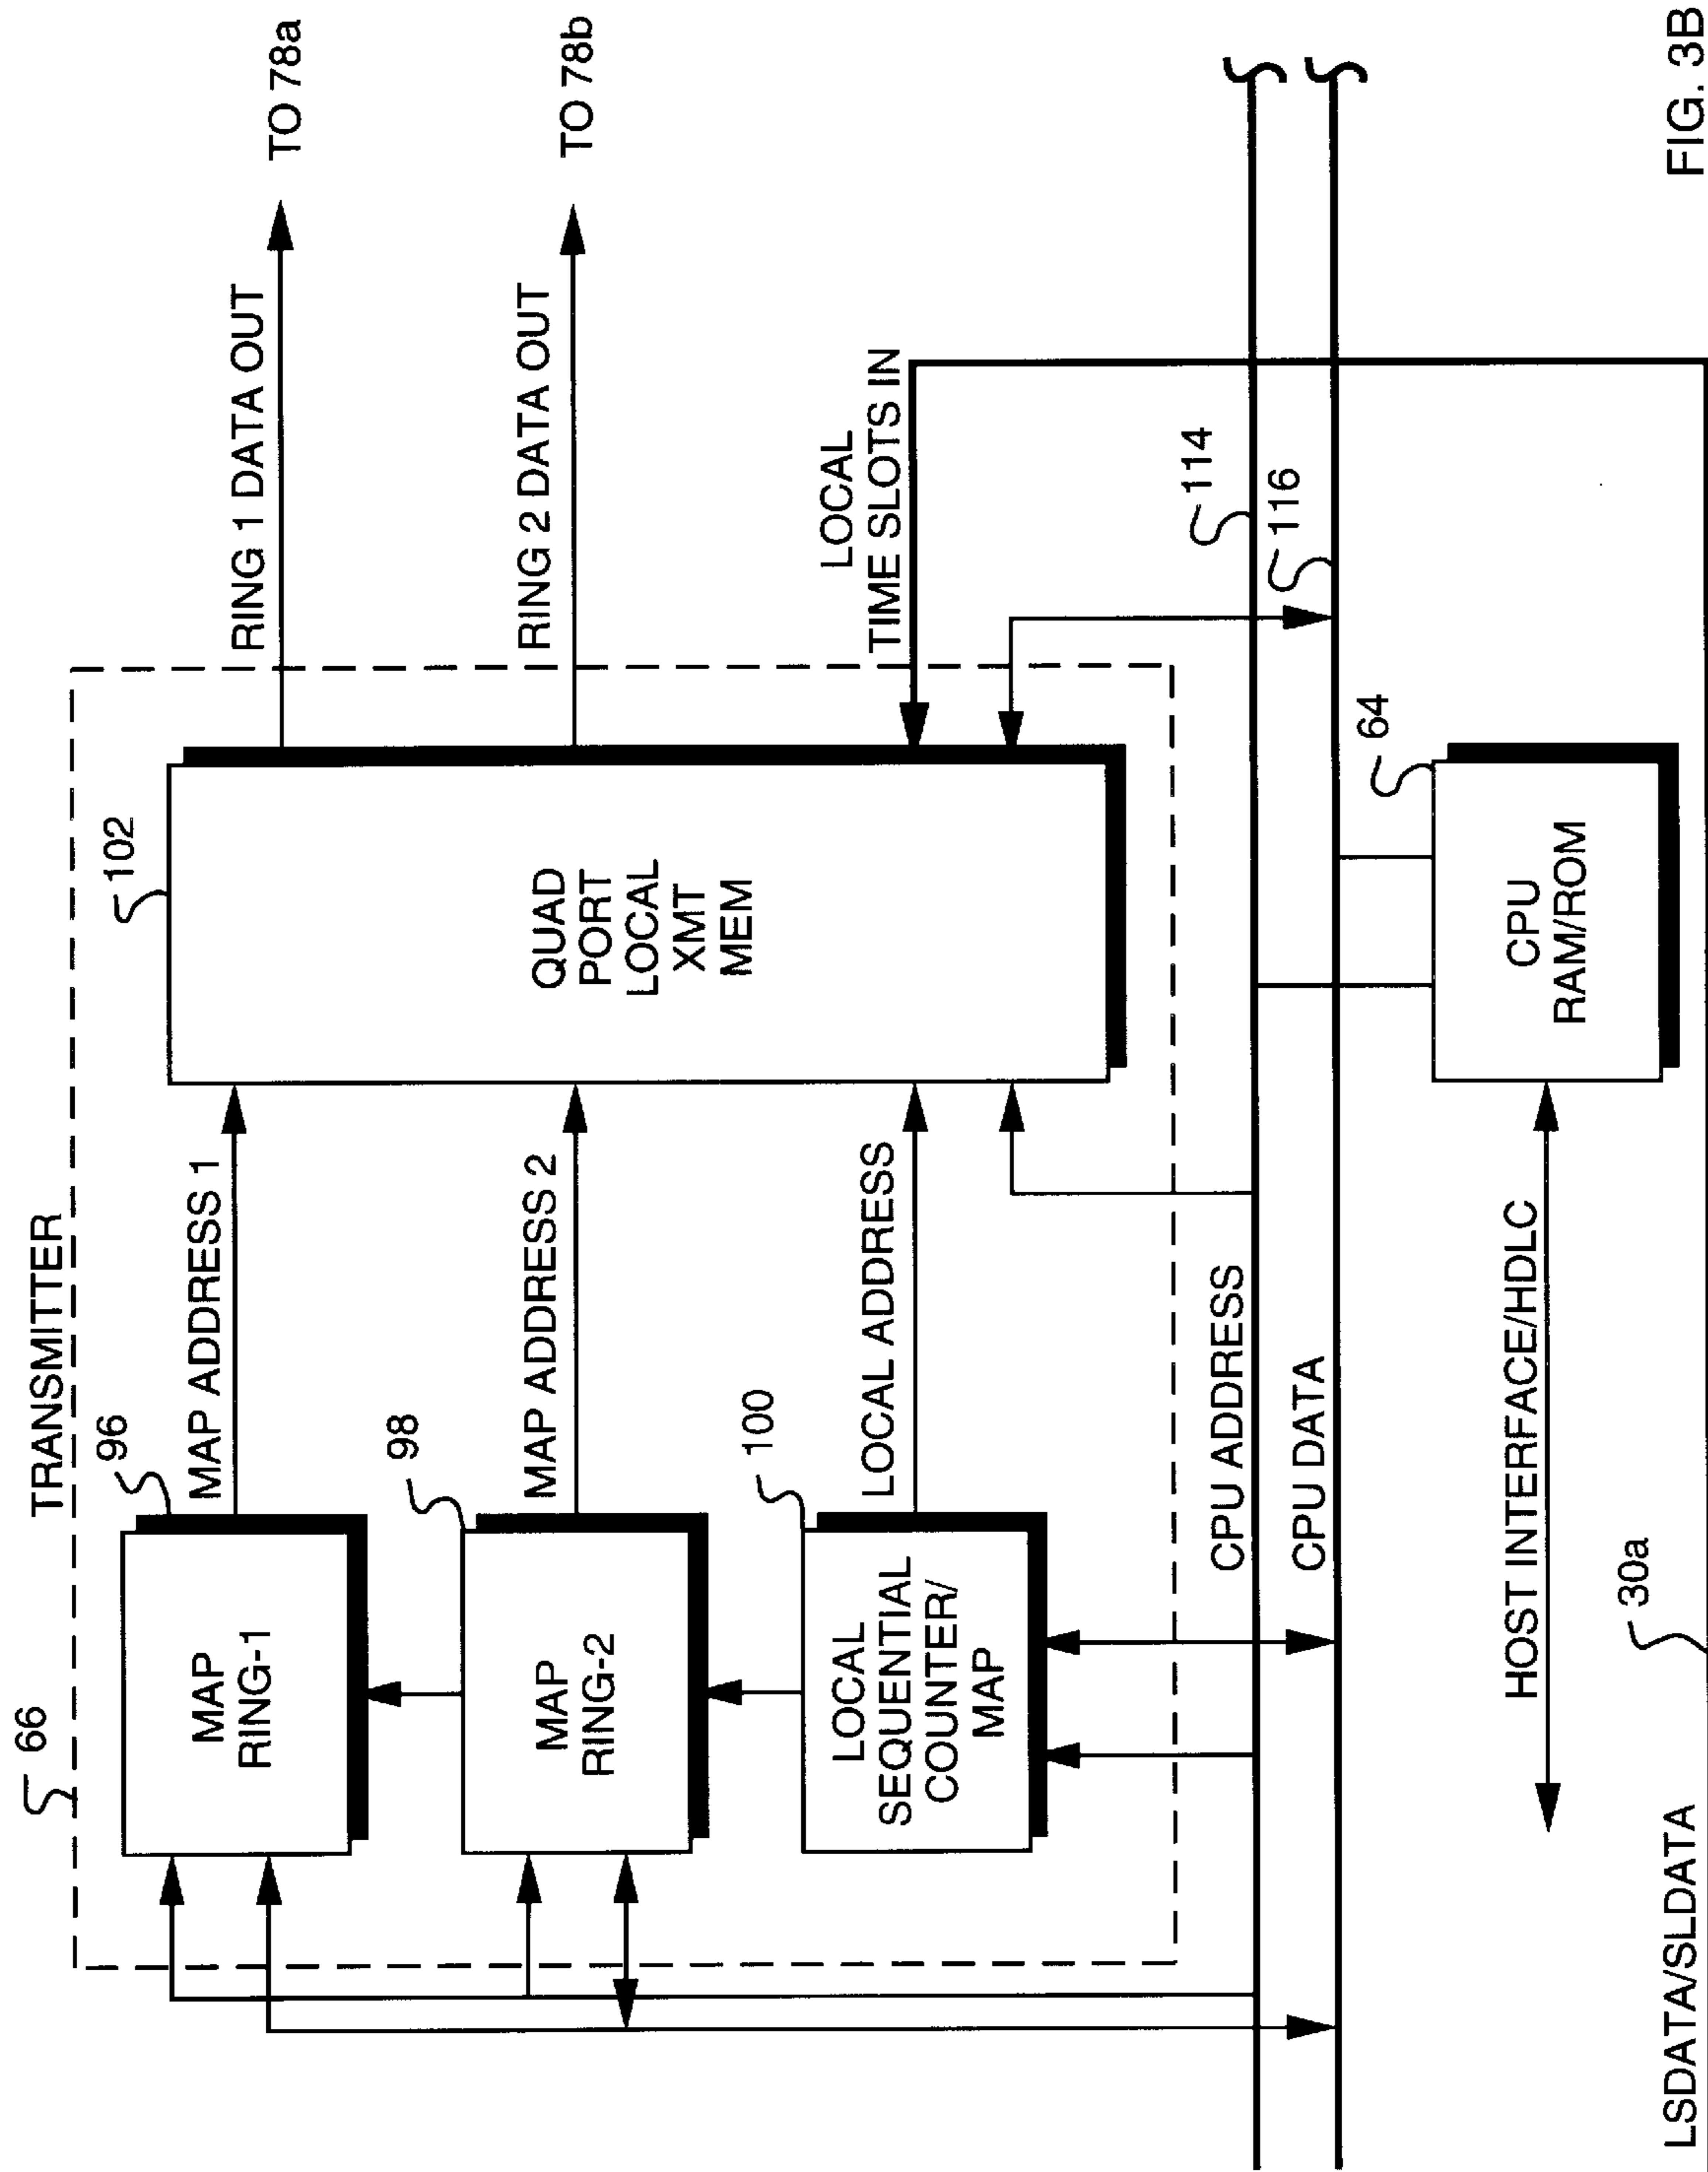 TRANSMITTER
66
96
MAP
RING-1
MAP ADDRESS 1
102
RING 1 DATA OUT
TO 78a
98
MAP
RING-2
MAP ADDRESS 2
QUAD
PORT
LOCAL
XMT
MEM
RING 2 DATA OUT
TO 78b
100
LOCAL
SEQUENTIAL
COUNTER/
MAP
LOCAL ADDRESS
LOCAL
TIME SLOTS IN
CPU ADDRESS
114
CPU DATA
116
64
CPU
RAM/ROM
HOST INTERFACE/HDLC
30a
LSDATA/SLDATA
FIG. 3B